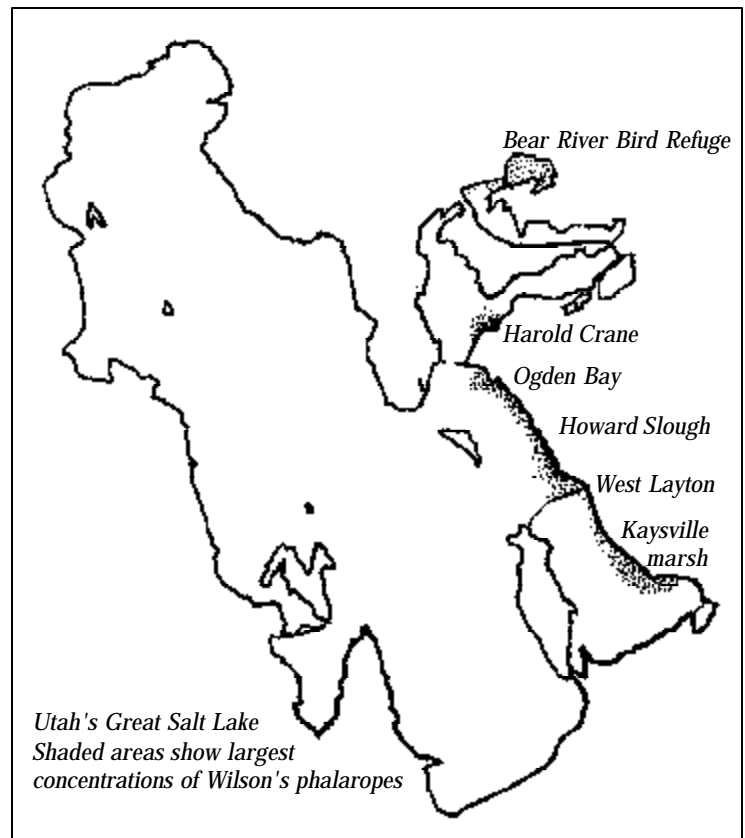 Bear River Bird Refuge
Harold Crane
Ogden Bay
Howard Slough
West Layton
Kaysville
marsh
Utah's Great Salt Lake
Shaded areas show largest
concentrations of Wilson's phalaropes